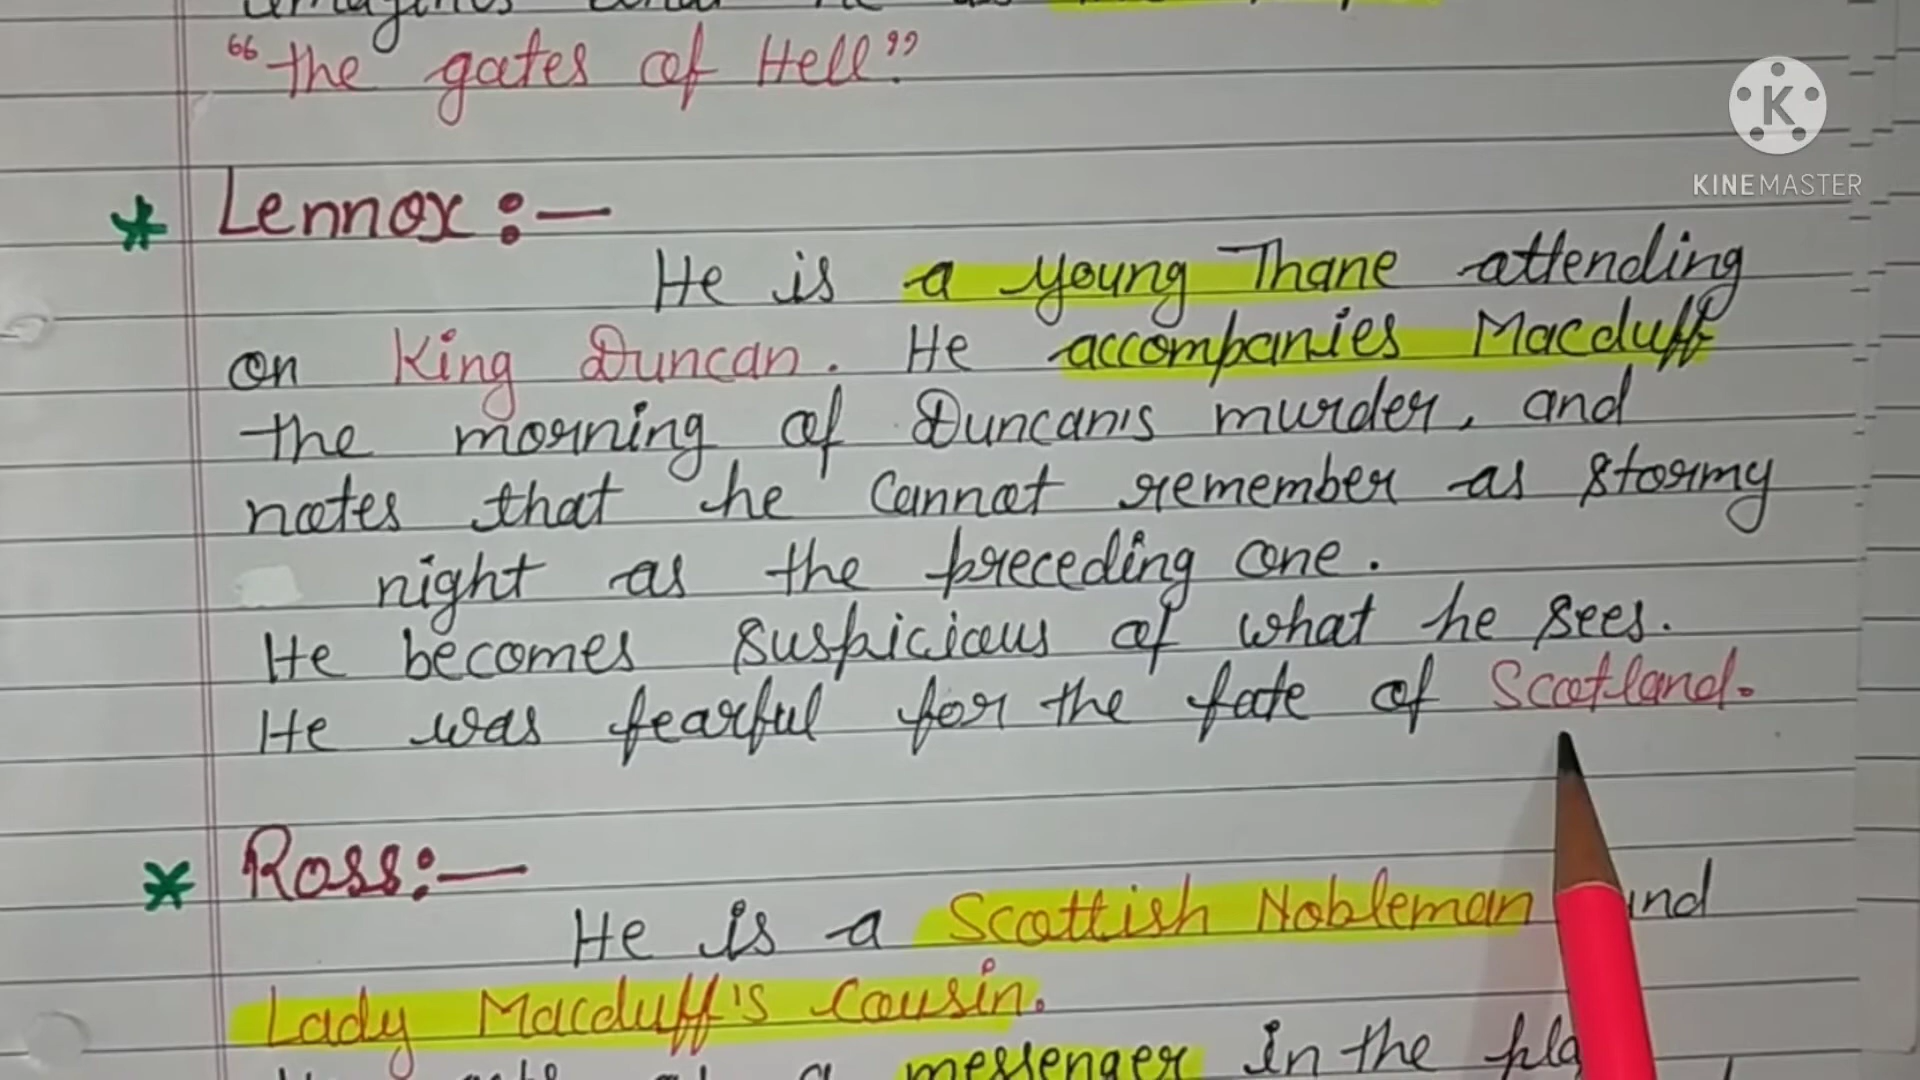 "the gates of Hell".
KINEMASTER
* Lennox :-
He is a young Thane attending
on King Duncan. He accompanies Macduff
the morning of Duncan's murder, and
notes that he cannot remember as stormy
night as the preceding one.
He becomes suspicious of what he sees.
He was fearful for the fate of Scotland.
* Ross:-
He is a Scottish Nobleman and
Lady Macduff's Cousin.
messenger in the